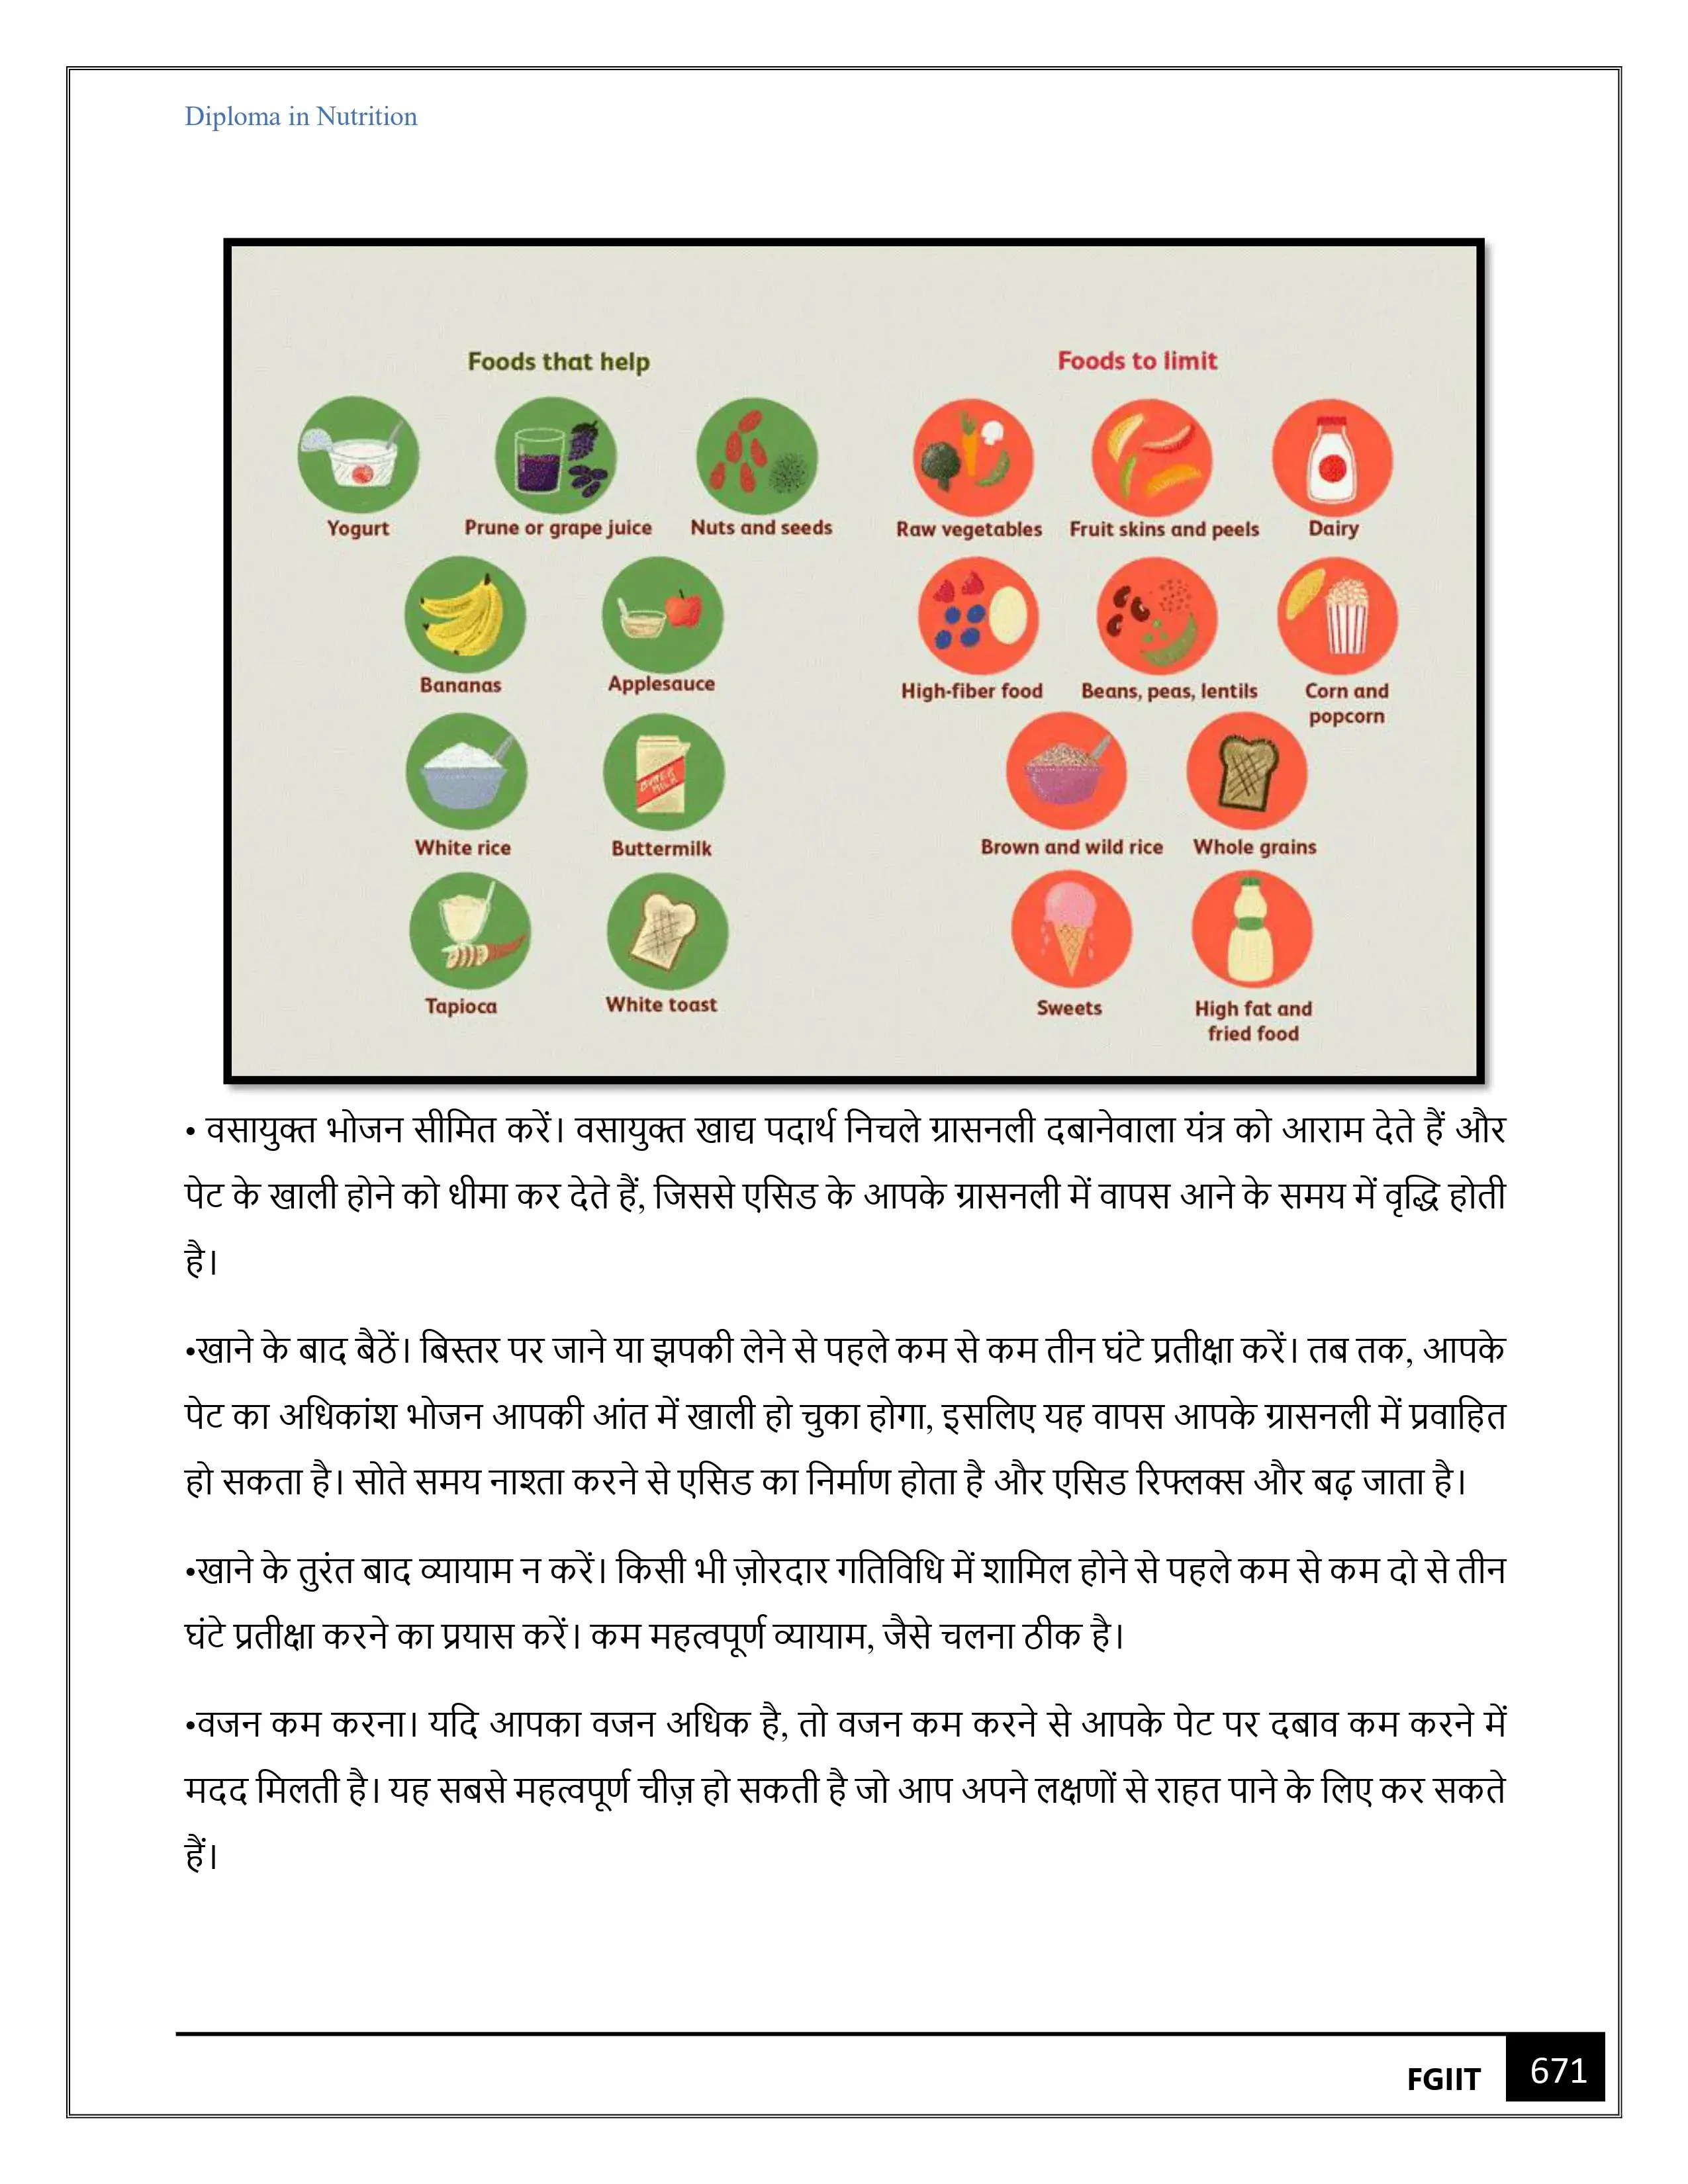 Diploma in Nutrition
Foods that help
Foods to limit
Yogurt
Prune or grape juice
Nuts and seeds
Raw vegetables
Fruit skins and peels
Dairy
Bananas
Applesauce
High-fiber food
Beans, peas, lentils
Corn and
popcorn
BUTTER
MILK
White rice
Buttermilk
Brown and wild rice
Whole grains
Tapioca
White toast
Sweets
High fat and
fried food
• वसायुक्त भोजन सीमित करें। वसायुक्त खाद्य पदार्थ निचले ग्रासनली दबानेवाला यंत्र को आराम देते हैं और
पेट के खाली होने को धीमा कर देते हैं, जिससे एसिड के आपके ग्रासनली में वापस आने के समय में वृद्धि होती
है।
•खाने के बाद बैठें। बिस्तर पर जाने या झपकी लेने से पहले कम से कम तीन घंटे प्रतीक्षा करें। तब तक, आपके
पेट का अधिकांश भोजन आपकी आंत में खाली हो चुका होगा, इसलिए यह वापस आपके ग्रासनली में प्रवाहित
हो सकता है। सोते समय नाश्ता करने से एसिड का निर्माण होता है और एसिड रिफ्लक्स और बढ़ जाता है।
•खाने के तुरंत बाद व्यायाम न करें। किसी भी ज़ोरदार गतिविधि में शामिल होने से पहले कम से कम दो से तीन
घंटे प्रतीक्षा करने का प्रयास करें। कम महत्वपूर्ण व्यायाम, जैसे चलना ठीक है।
•वजन कम करना। यदि आपका वजन अधिक है, तो वजन कम करने से आपके पेट पर दबाव कम करने में
मदद मिलती है। यह सबसे महत्वपूर्ण चीज़ हो सकती है जो आप अपने लक्षणों से राहत पाने के लिए कर सकते
हैं।
FGIIT
671